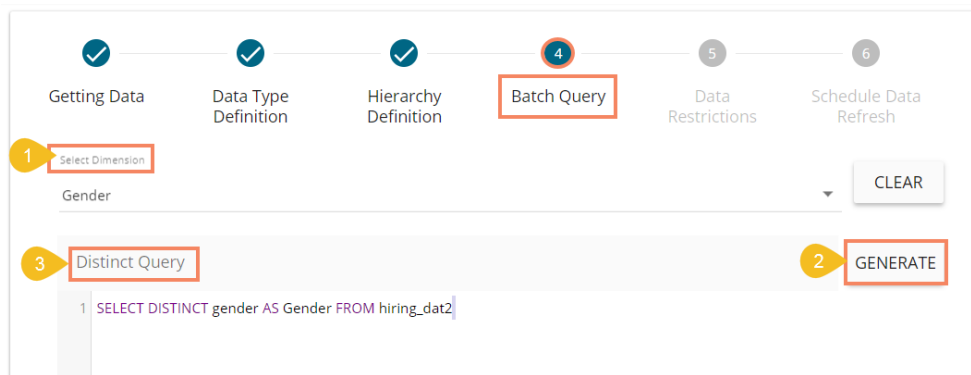 4
5
6
Getting Data
Data Type
Definition
Hierarchy
Definition
Batch Query
Data
Restrictions
Schedule Data
Refresh
1
Select Dimension
Gender
CLEAR
3
Distinct Query
2
GENERATE
1 SELECT DISTINCT gender AS Gender FROM hiring_dat2